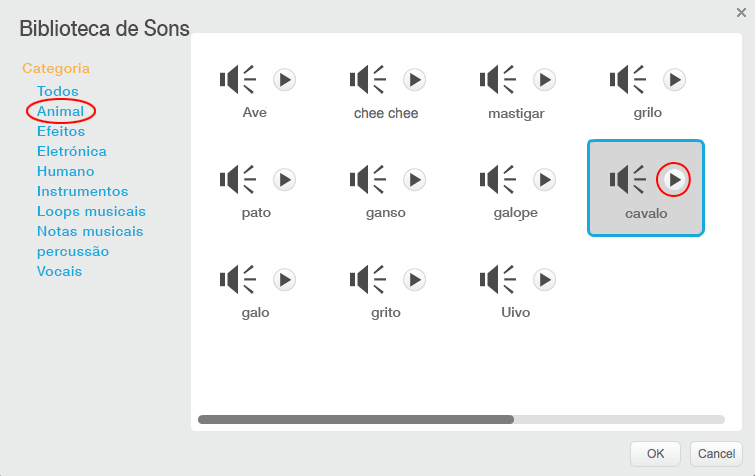 Biblioteca de Sons
Categoria
Todos
Animal
Efeitos
Eletrónica
Humano
Instrumentos
Loops musicais
Notas musicais
percussão
Vocais
Ave
chee chee
mastigar
grilo
pato
ganso
galope
cavalo
galo
grito
Uivo
OK
Cancel